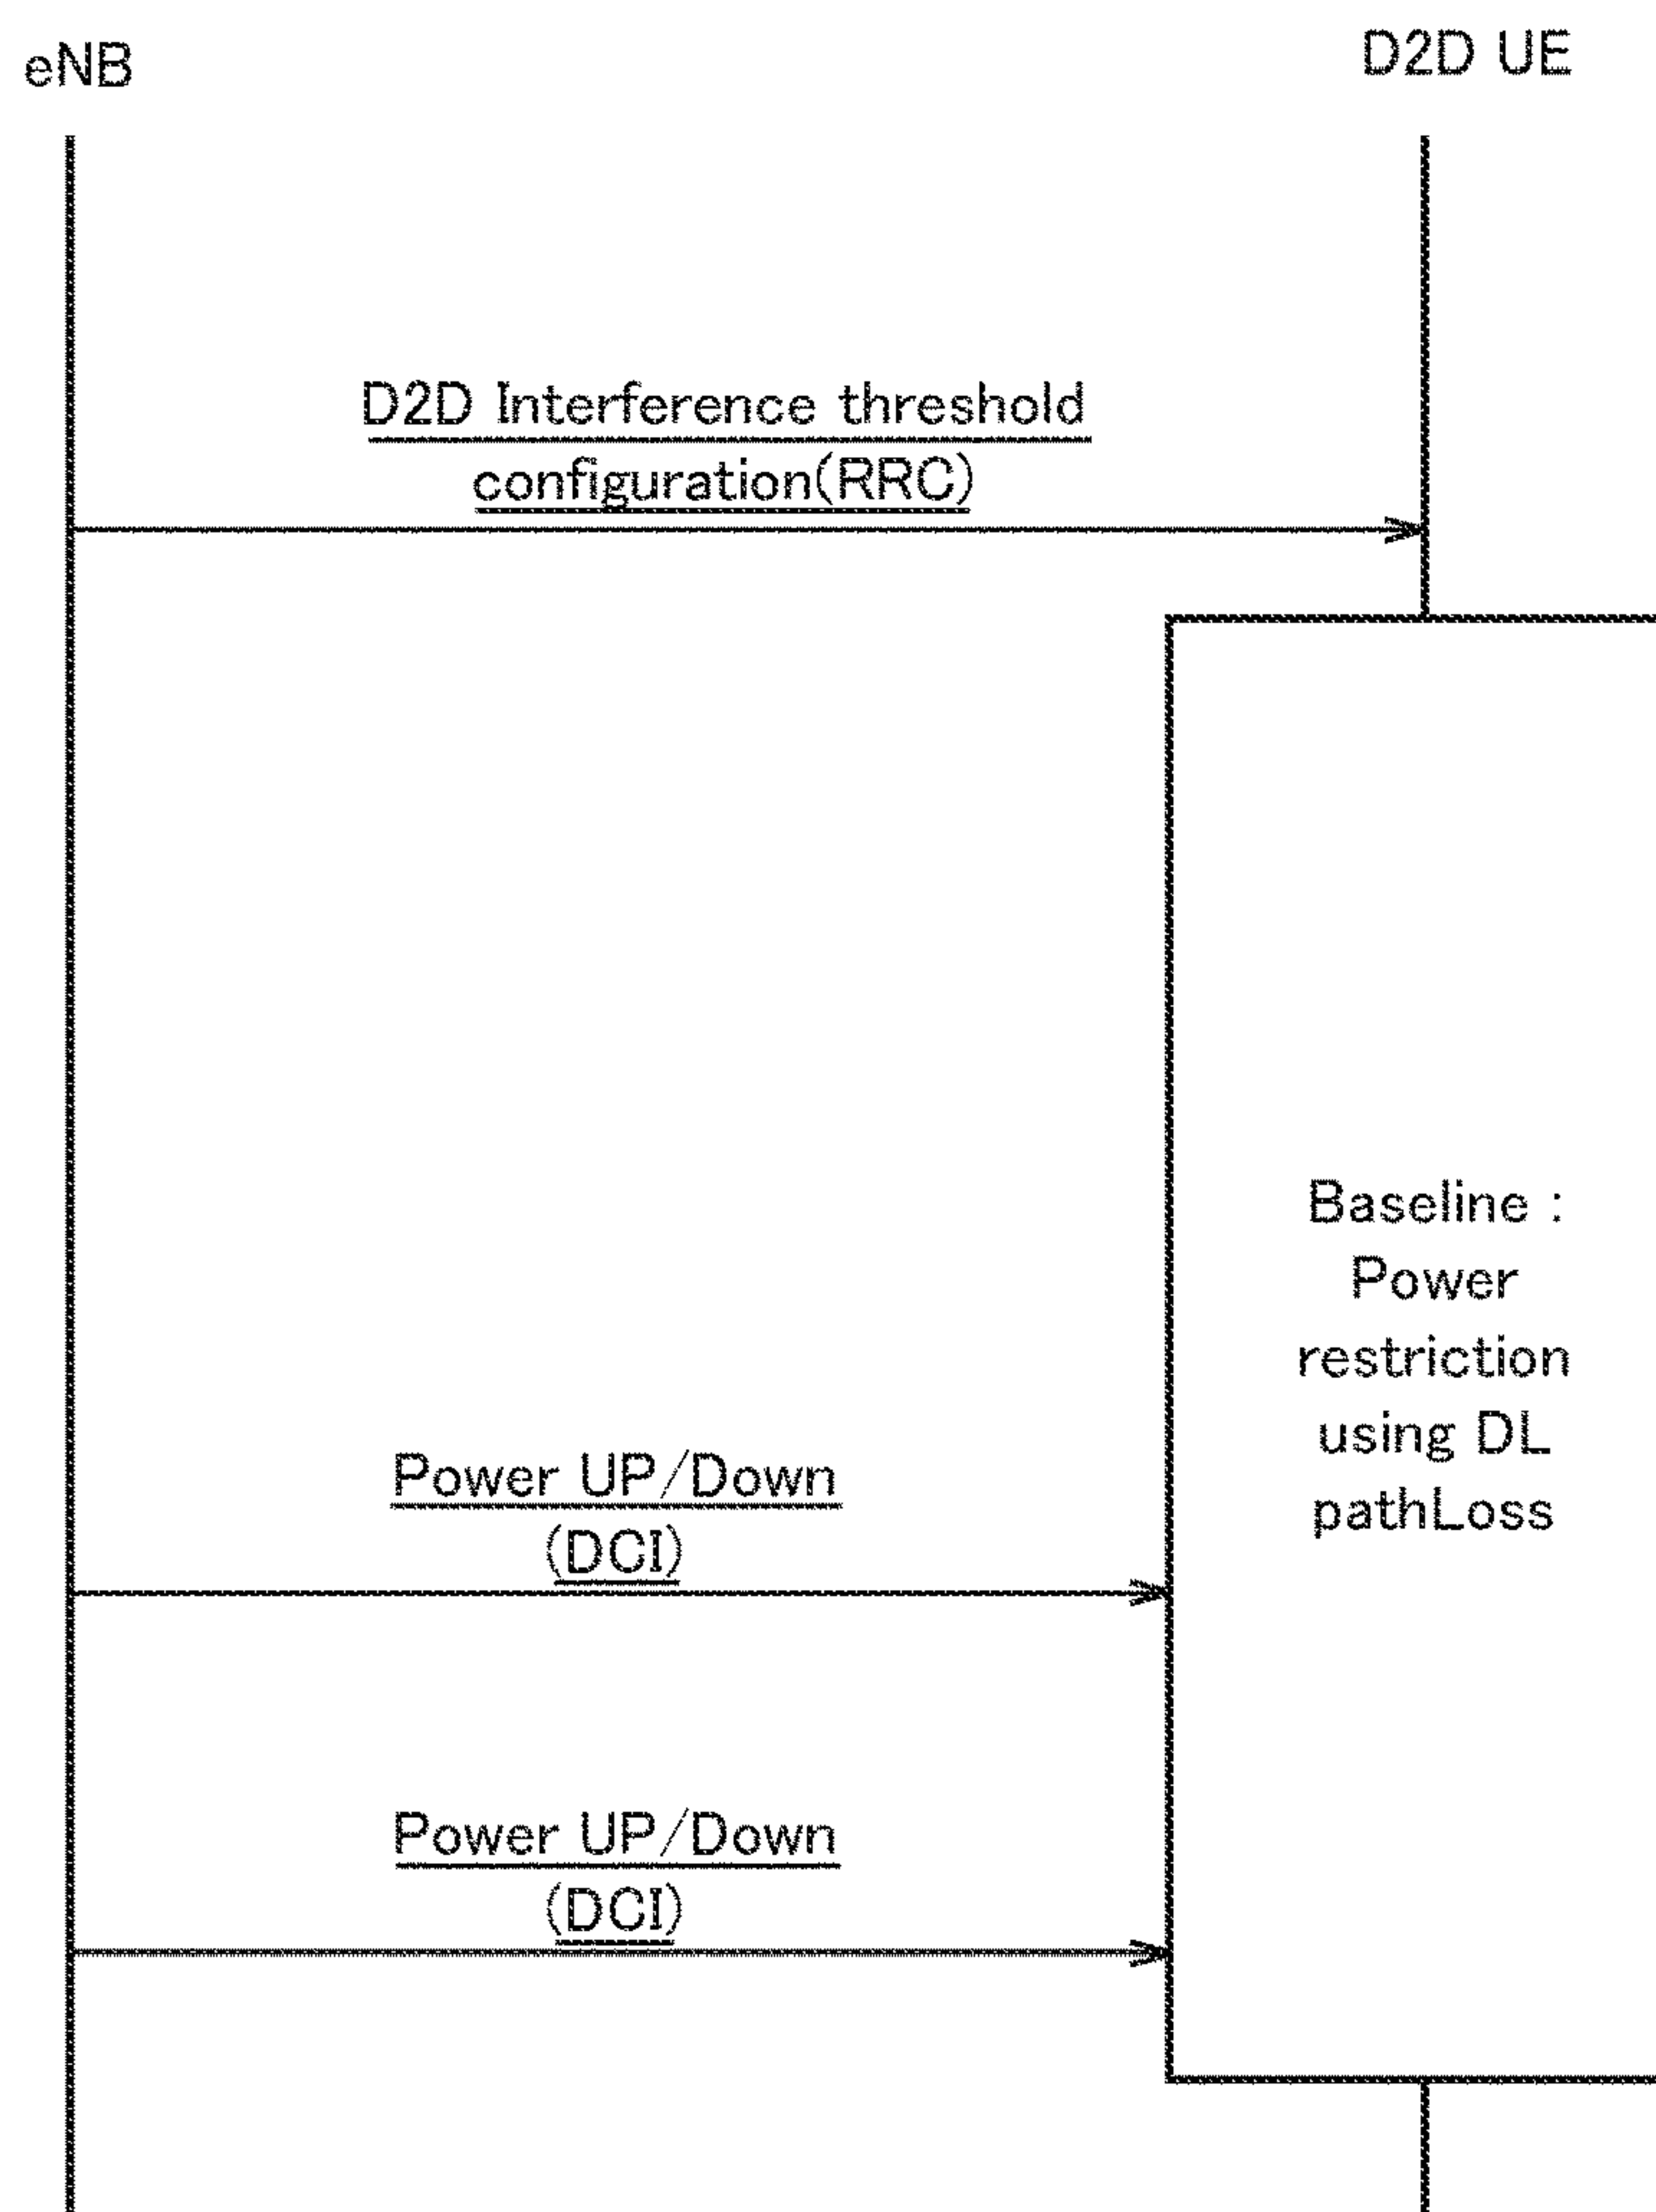 eNB
D2D UE
D2D Interference threshold
configuration(RRC)
Baseline :
Power
restriction
using DL
pathLoss
Power UP/Down
(DCI)
Power UP/Down
(DCI)